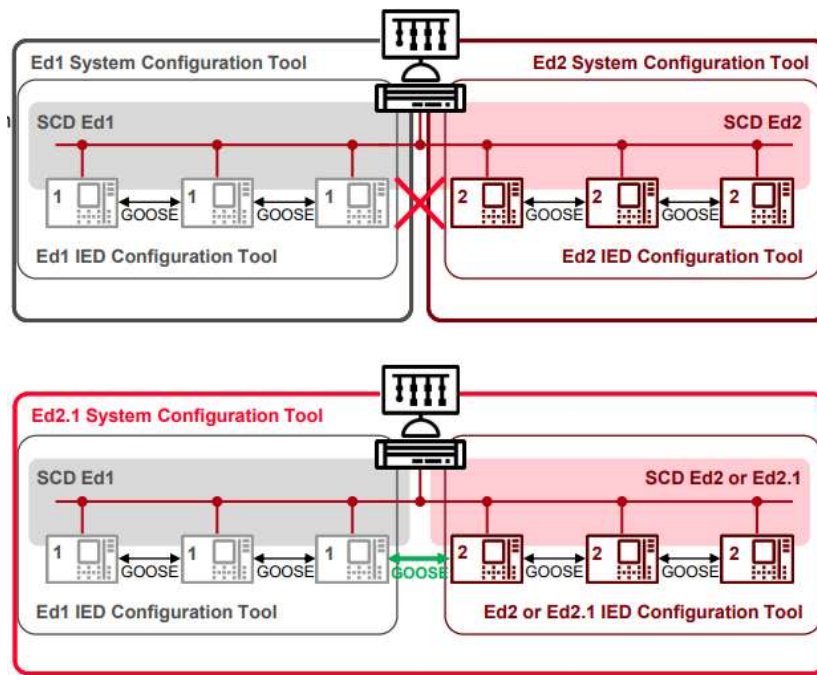 Ed1 System Configuration Tool
Ed2 System Configuration Tool
SCD Ed1
SCD Ed2
1 GOOSE 1 GOOSE 1
2 GOOSE 2 GOOSE 2
Ed1 IED Configuration Tool
Ed2 IED Configuration Tool
Ed2.1 System Configuration Tool
SCD Ed1
SCD Ed2 or Ed2.1
1 GOOSE 1 GOOSE 1 GOOSE 2 GOOSE 2 GOOSE 2
Ed1 IED Configuration Tool
Ed2 or Ed2.1 IED Configuration Tool